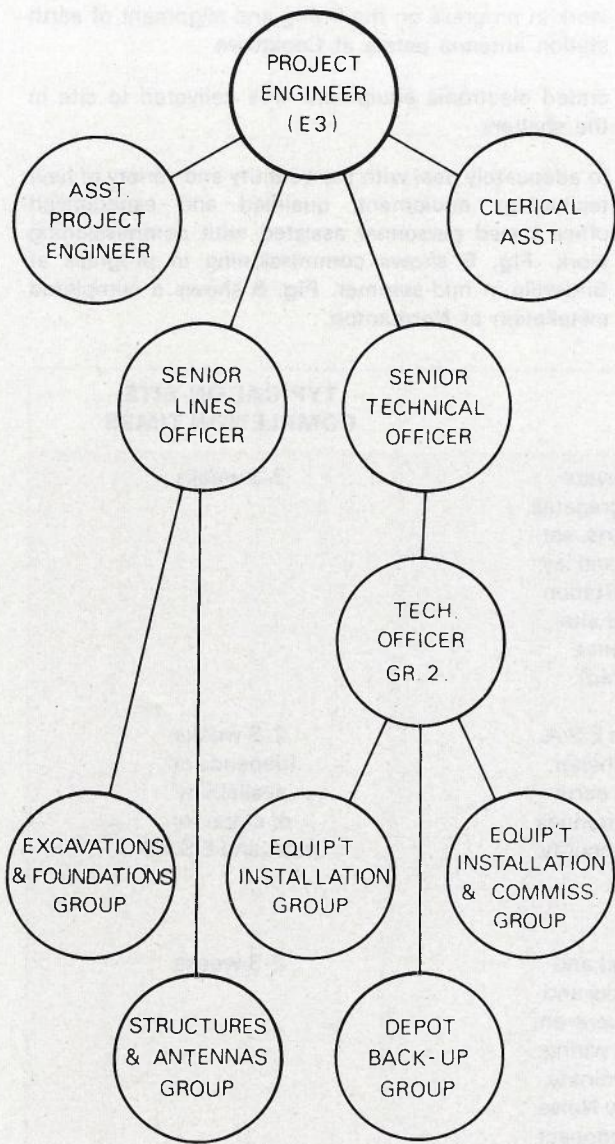 PROJECT
ENGINEER
(E3)
ASST.
PROJECT
ENGINEER
CLERICAL
ASST.
SENIOR
LINES
OFFICER
SENIOR
TECHNICAL
OFFICER
TECH.
OFFICER
GR. 2.
EXCAVATIONS
& FOUNDATIONS
GROUP
EQUIP'T
INSTALLATION
GROUP
EQUIP'T
INSTALLATION
& COMMISS.
GROUP
STRUCTURES
& ANTENNAS
GROUP
DEPOT
BACK-UP
GROUP